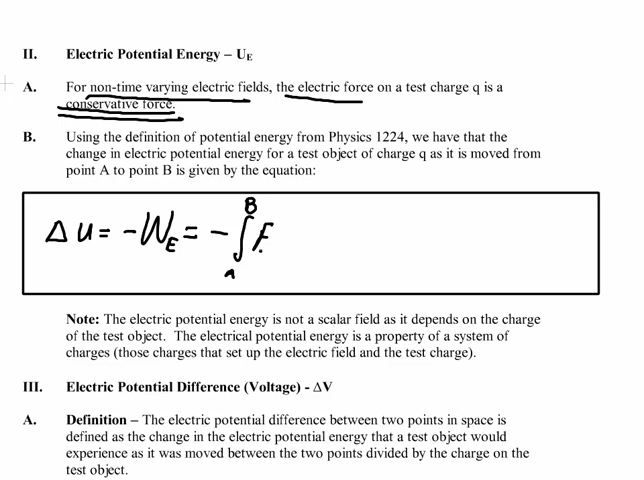 II. Electric Potential Energy – U_E
A. For non-time varying electric fields, the electric force on a test charge q is a
conservative force.
B. Using the definition of potential energy from Physics 1224, we have that the
change in electric potential energy for a test object of charge q as it is moved from
point A to point B is given by the equation:
Δ U = -W_E = - ∫_A^B F
Note: The electric potential energy is not a scalar field as it depends on the charge
of the test object. The electrical potential energy is a property of a system of
charges (those charges that set up the electric field and the test charge).
III. Electric Potential Difference (Voltage) - ΔV
A. Definition – The electric potential difference between two points in space is
defined as the change in the electric potential energy that a test object would
experience as it was moved between the two points divided by the charge on the
test object.